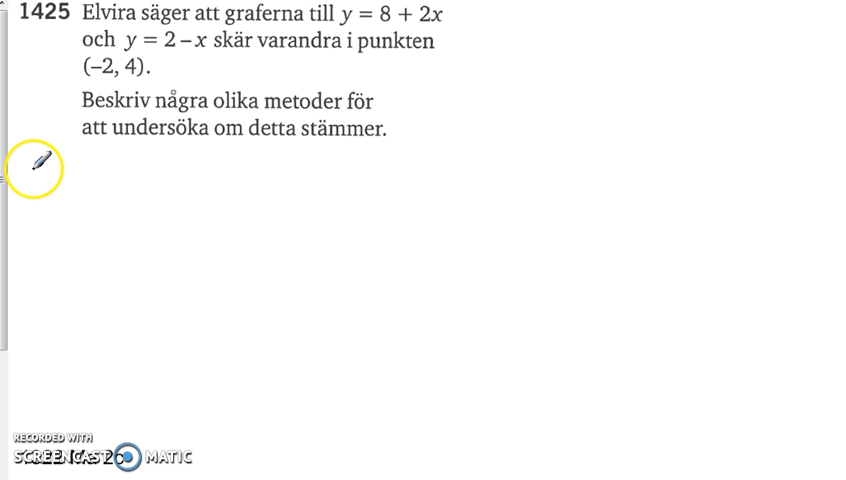 1425 Elvira säger att graferna till y = 8 + 2x
och y = 2 – x skär varandra i punkten
(–2, 4).
Beskriv några olika metoder för
att undersöka om detta stämmer.
RECORDED WITH
SCREENCAST MATIC